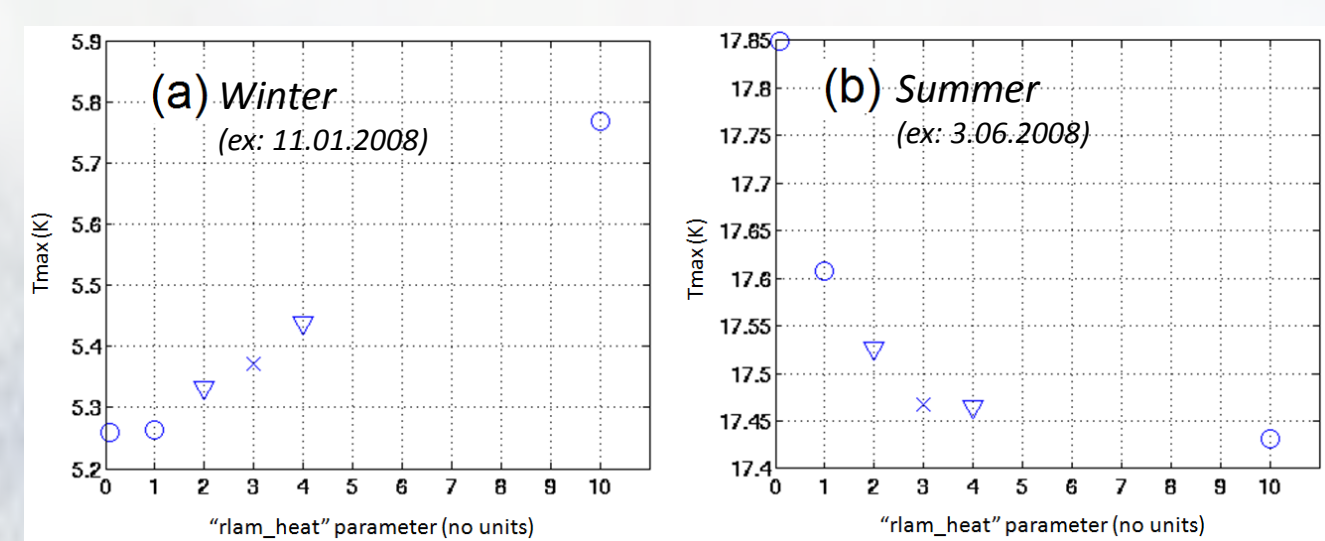 (a) Winter
(ex: 11.01.2008)
5.9
5.8
5.7
5.6
5.5
5.4
5.3
5.2
Tmax (K)
0 1 2 3 4 5 6 7 8 9 10
“rlam_heat” parameter (no units)
(b) Summer
(ex: 3.06.2008)
17.85
17.8
17.75
17.7
17.65
17.6
17.55
17.5
17.45
17.4
Tmax (K)
0 1 2 3 4 5 6 7 8 9 10
“rlam_heat” parameter (no units)